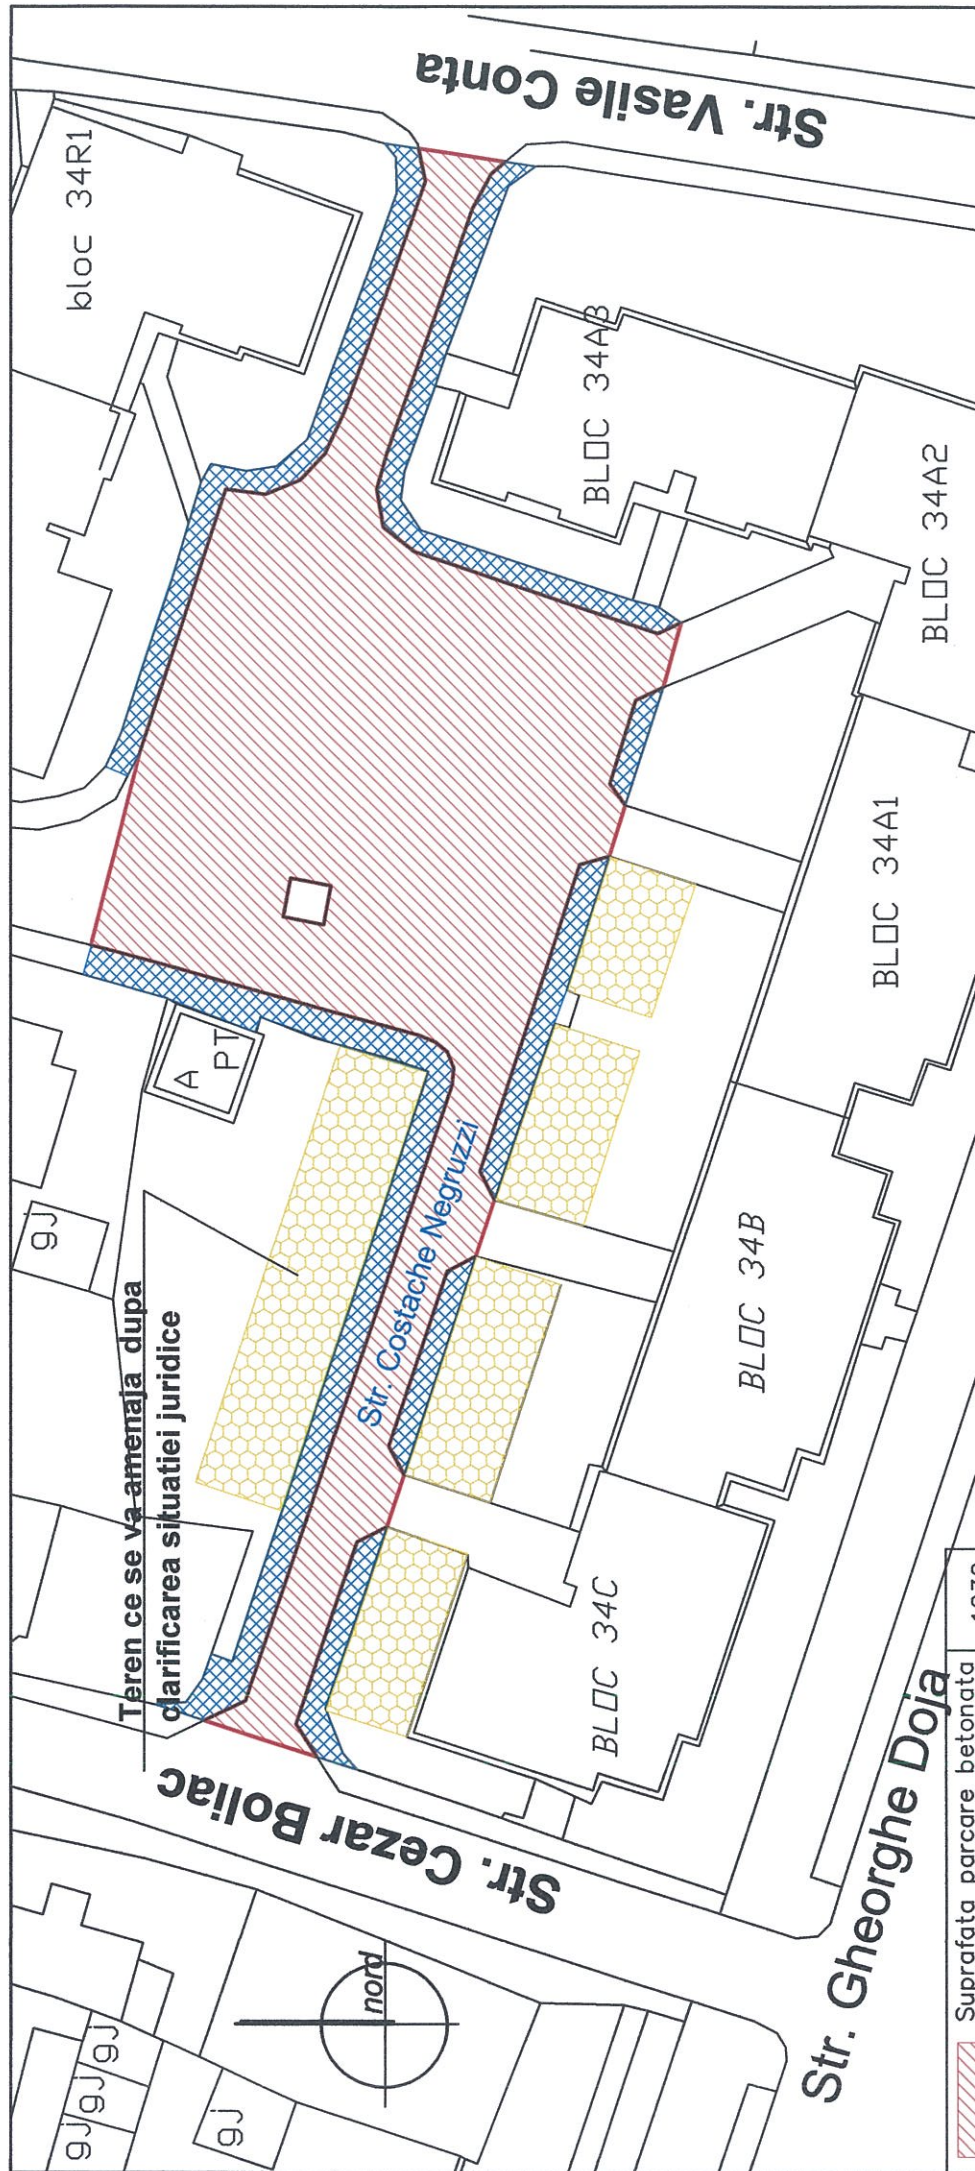 Str. Vasile Conta
bloc 34R1
BLOC 34AB
BLOC 34A2
BLOC 34A1
A
PT
gj
Str. Costache Negruzzi
BLOC 34B
Teren ce se va amenaja dupa
clarificarea situatiei juridice
BLOC 34C
Str. Cezar Boliac
Str. Gheorghe Doja
nord
gj
gj
gj
gj
Suprafata parcare betonata